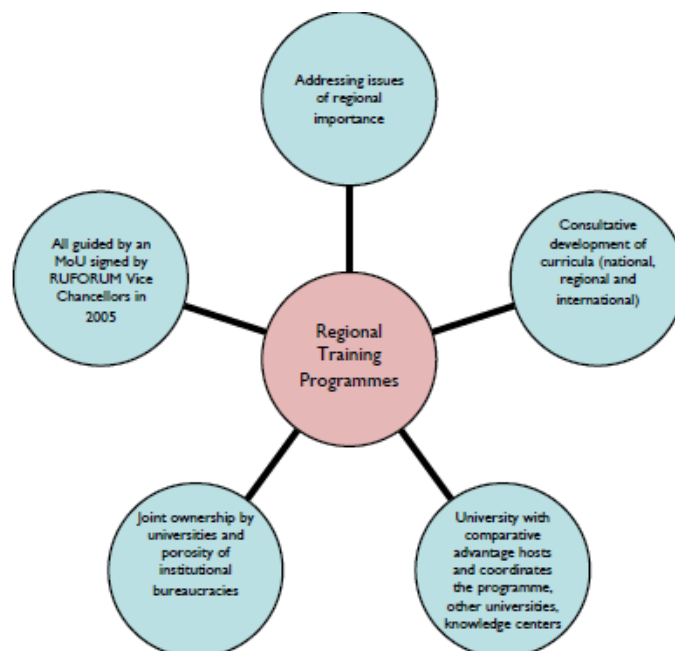 Addressing issues
of regional
importance
Consultative
development of
curricula (national,
regional and
international)
All guided by an
MoU signed by
RUFORUM Vice
Chancellors in
2005
Regional
Training
Programmes
Joint ownership by
universities and
porosity of
institutional
bureaucracies
University with
comparative
advantage hosts
and coordinates
the programme,
other universities,
knowledge centers